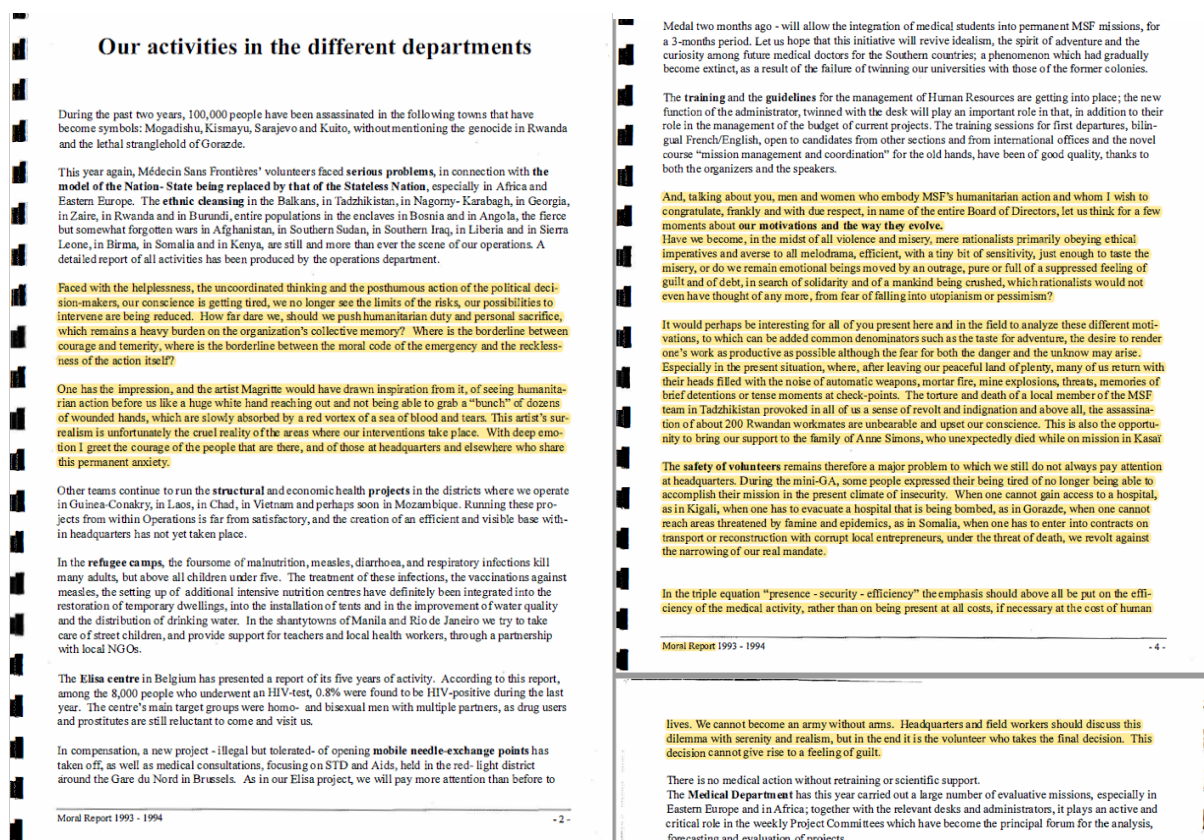 Our activities in the different departments
During the past two years, 100,000 people have been assassinated in the following towns that have
become symbols: Mogadishu, Kismayu, Sarajevo and Kuito, without mentioning the genocide in Rwanda
and the lethal stranglehold of Gorazde.
This year again, Médecin Sans Frontières' volunteers faced serious problems, in connection with the
model of the Nation- State being replaced by that of the Stateless Nation, especially in Africa and
Eastern Europe. The ethnic cleansing in the Balkans, in Tadzhikistan, in Nagorny- Karabagh, in Georgia,
in Zaire, in Rwanda and in Burundi, entire populations in the enclaves in Bosnia and in Angola, the fierce
but somewhat forgotten wars in Afghanistan, in Southern Sudan, in Southern Iraq, in Liberia and in Sierra
Leone, in Birma, in Somalia and in Kenya, are still and more than ever the scene of our operations. A
detailed report of all activities has been produced by the operations department.
Faced with the helplessness, the uncoordinated thinking and the posthumous action of the political deci-
sion-makers, our conscience is getting tired, we no longer see the limits of the risks, our possibilities to
intervene are being reduced. How far dare we, should we push humanitarian duty and personal sacrifice,
which remains a heavy burden on the organization's collective memory? Where is the borderline between
courage and temerity, where is the borderline between the moral code of the emergency and the reckless-
ness of the action itself?
One has the impression, and the artist Magritte would have drawn inspiration from it, of seeing humanita-
rian action before us like a huge white hand reaching out and not being able to grab a "bunch" of dozens
of wounded hands, which are slowly absorbed by a red vortex of a sea of blood and tears. This artist's sur-
realism is unfortunately the cruel reality of the areas where our interventions take place. With deep emo-
tion I greet the courage of the people that are there, and of those at headquarters and elsewhere who share
this permanent anxiety.
Other teams continue to run the structural and economic health projects in the districts where we operate
in Guinea-Conakry, in Laos, in Chad, in Vietnam and perhaps soon in Mozambique. Running these pro-
jects from within Operations is far from satisfactory, and the creation of an efficient and visible base with-
in headquarters has not yet taken place.
In the refugee camps, the foursome of malnutrition, measles, diarrhoea, and respiratory infections kill
many adults, but above all children under five. The treatment of these infections, the vaccinations against
measles, the setting up of additional intensive nutrition centres have definitely been integrated into the
restoration of temporary dwellings, into the installation of tents and in the improvement of water quality
and the distribution of drinking water. In the shantytowns of Manila and Rio de Janeiro we try to take
care of street children, and provide support for teachers and local health workers, through a partnership
with local NGOs.
The Elisa centre in Belgium has presented a report of its five years of activity. According to this report,
among the 8,000 people who underwent an HIV-test, 0.8% were found to be HIV-positive during the last
year. The centre's main target groups were homo- and bisexual men with multiple partners, as drug users
and prostitutes are still reluctant to come and visit us.
In compensation, a new project - illegal but tolerated- of opening mobile needle-exchange points has
taken off, as well as medical consultations, focusing on STD and Aids, held in the red- light district
around the Gare du Nord in Brussels. As in our Elisa project, we will pay more attention than before to
Moral Report 1993 - 1994
- 2 -
Medal two months ago - will allow the integration of medical students into permanent MSF missions, for
a 3-months period. Let us hope that this initiative will revive idealism, the spirit of adventure and the
curiosity among future medical doctors for the Southern countries; a phenomenon which had gradually
become extinct, as a result of the failure of twinning our universities with those of the former colonies.
The training and the guidelines for the management of Human Resources are getting into place; the new
function of the administrator, twinned with the desk will play an important role in that, in addition to their
role in the management of the budget of current projects. The training sessions for first departures, bilin-
gual French/English, open to candidates from other sections and from international offices and the novel
course "mission management and coordination" for the old hands, have been of good quality, thanks to
both the organizers and the speakers.
And, talking about you, men and women who embody MSF's humanitarian action and whom I wish to
congratulate, frankly and with due respect, in name of the entire Board of Directors, let us think for a few
moments about our motivations and the way they evolve.
Have we become, in the midst of all violence and misery, mere rationalists primarily obeying ethical
imperatives and averse to all melodrama, efficient, with a tiny bit of sensitivity, just enough to taste the
misery, or do we remain emotional beings moved by an outrage, pure or full of a suppressed feeling of
guilt and of debt, in search of solidarity and of a mankind being crushed, which rationalists would not
even have thought of any more, from fear of falling into utopianism or pessimism?
It would perhaps be interesting for all of you present here and in the field to analyze these different moti-
vations, to which can be added common denominators such as the taste for adventure, the desire to render
one's work as productive as possible although the fear for both the danger and the unknow may arise.
Especially in the present situation, where, after leaving our peaceful land of plenty, many of us return with
their heads filled with the noise of automatic weapons, mortar fire, mine explosions, threats, memories of
brief detentions or tense moments at check-points. The torture and death of a local member of the MSF
team in Tadzhikistan provoked in all of us a sense of revolt and indignation and above all, the assassina-
tion of about 200 Rwandan workmates are unbearable and upset our conscience. This is also the opportu-
nity to bring our support to the family of Anne Simons, who unexpectedly died while on mission in Kasaï
The safety of volunteers remains therefore a major problem to which we still do not always pay attention
at headquarters. During the mini-GA, some people expressed their being tired of no longer being able to
accomplish their mission in the present climate of insecurity. When one cannot gain access to a hospital,
as in Kigali, when one has to evacuate a hospital that is being bombed, as in Gorazde, when one cannot
reach areas threatened by famine and epidemics, as in Somalia, when one has to enter into contracts on
transport or reconstruction with corrupt local entrepreneurs, under the threat of death, we revolt against
the narrowing of our real mandate.
In the triple equation "presence - security - efficiency" the emphasis should above all be put on the effi-
ciency of the medical activity, rather than on being present at all costs, if necessary at the cost of human
Moral Report 1993 - 1994
- 4 -
lives. We cannot become an army without arms. Headquarters and field workers should discuss this
dilemma with serenity and realism, but in the end it is the volunteer who takes the final decision. This
decision cannot give rise to a feeling of guilt.
There is no medical action without retraining or scientific support.
The Medical Department has this year carried out a large number of evaluative missions, especially in
Eastern Europe and in Africa; together with the relevant desks and administrators, it plays an active and
critical role in the weekly Project Committees which have become the principal forum for the analysis,
forecasting and evaluation of projects.